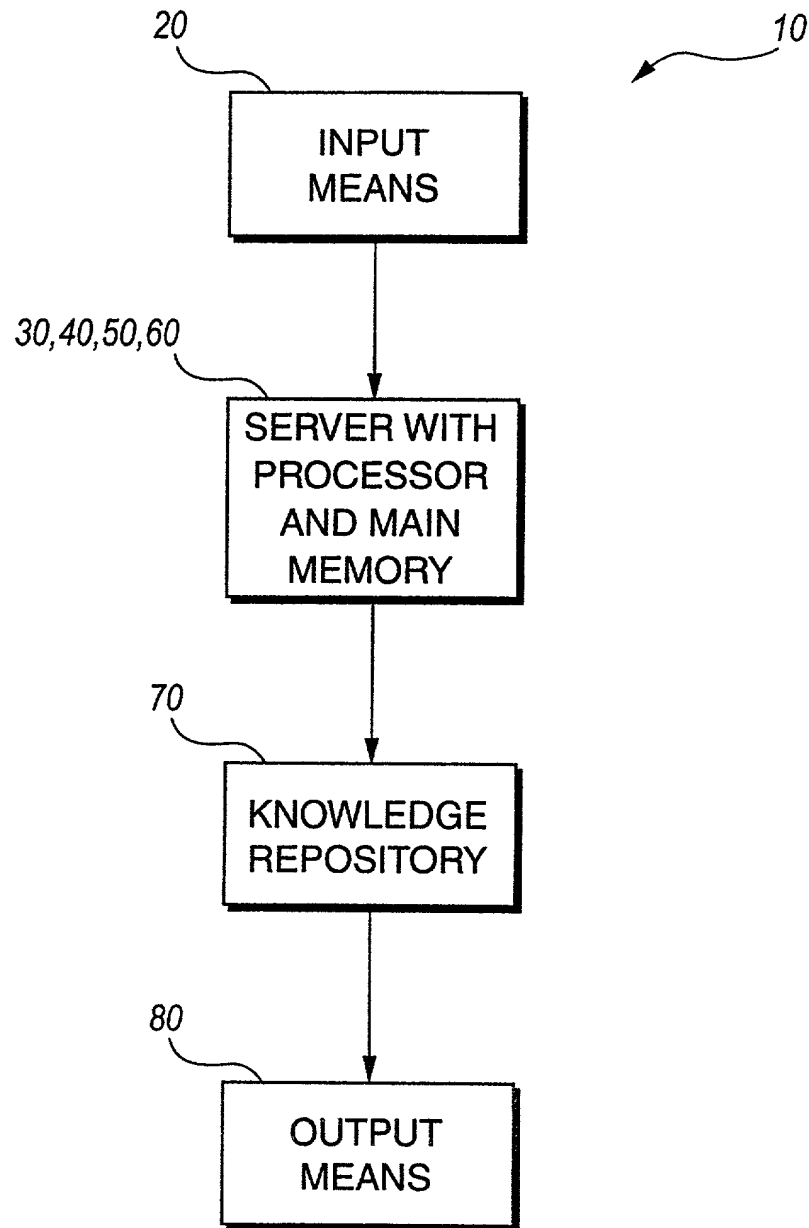 20
10
INPUT
MEANS
30,40,50,60
SERVER WITH
PROCESSOR
AND MAIN
MEMORY
70
KNOWLEDGE
REPOSITORY
80
OUTPUT
MEANS